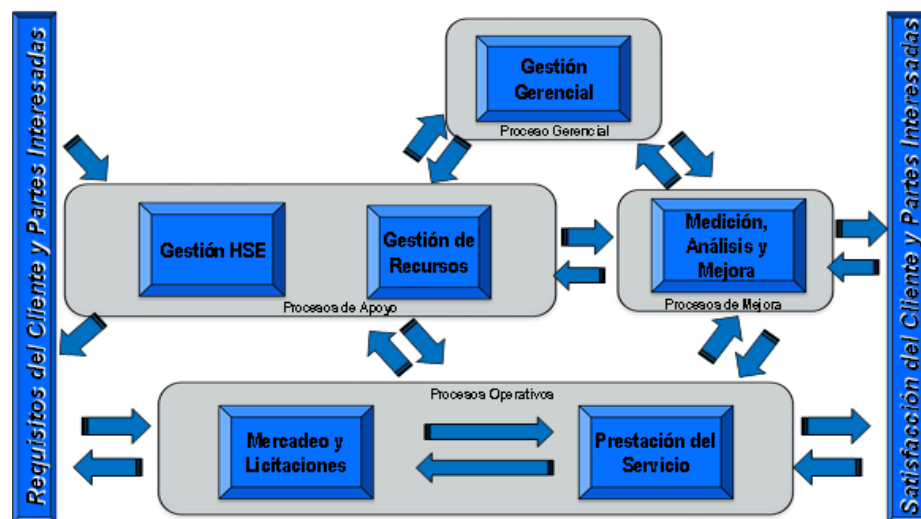 Requisitos del Cliente y Partes Interesadas
Gestión
Gerencial
Proceso Gerencial
Gestión HSE
Gestión de
Recursos
Procesos de Apoyo
Medición,
Análisis y
Mejora
Procesos de Mejora
Procesos Operativos
Mercadeo y
Licitaciones
Prestación del
Servicio
Satisfacción del Cliente y Partes Interesadas